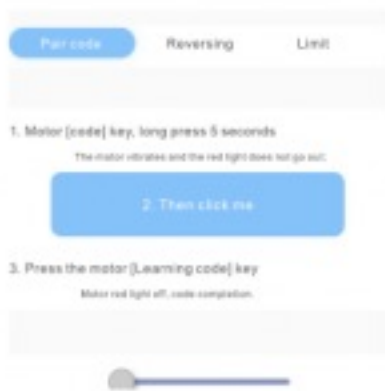 Pair code Reversing Limit
1. Motor [code] key, long press 5 seconds
The motor vibrates and the red light does not go out.
2. Then click me
3. Press the motor [Learning code] key
Motor red light off, code completion.